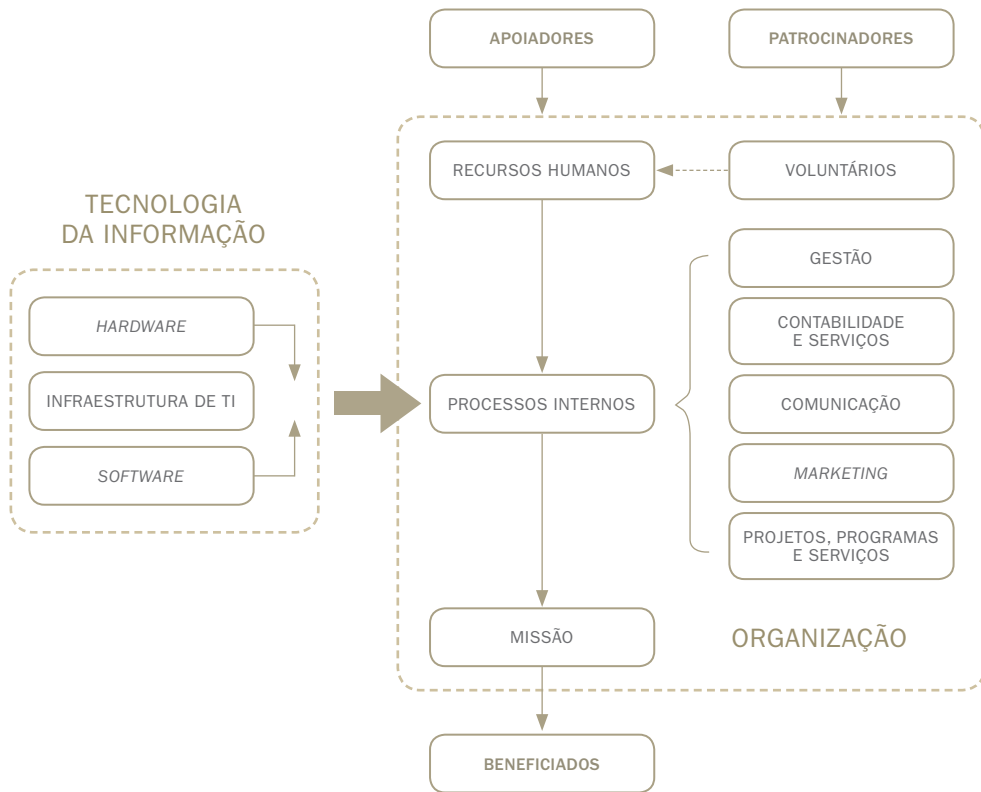 APOIADORES
PATROCINADORES
RECURSOS HUMANOS
VOLUNTÁRIOS
TECNOLOGIA
DA INFORMAÇÃO
HARDWARE
INFRAESTRUTURA DE TI
SOFTWARE
PROCESSOS INTERNOS
GESTÃO
CONTABILIDADE
E SERVIÇOS
COMUNICAÇÃO
MARKETING
PROJETOS, PROGRAMAS
E SERVIÇOS
MISSÃO
ORGANIZAÇÃO
BENEFICIADOS